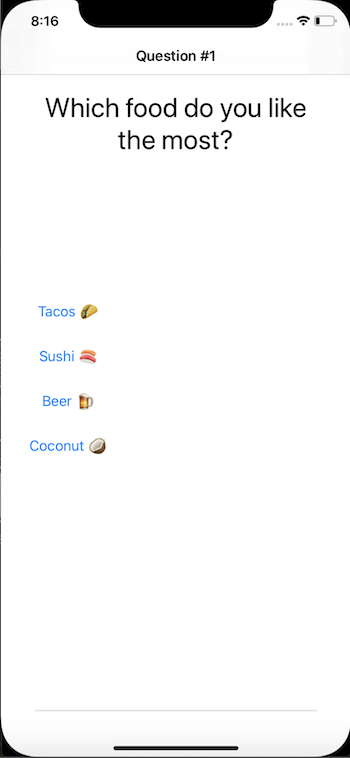 8:16
Question #1
Which food do you like
the most?
Tacos 🌮
Sushi 🍣
Beer 🍺
Coconut 🥥